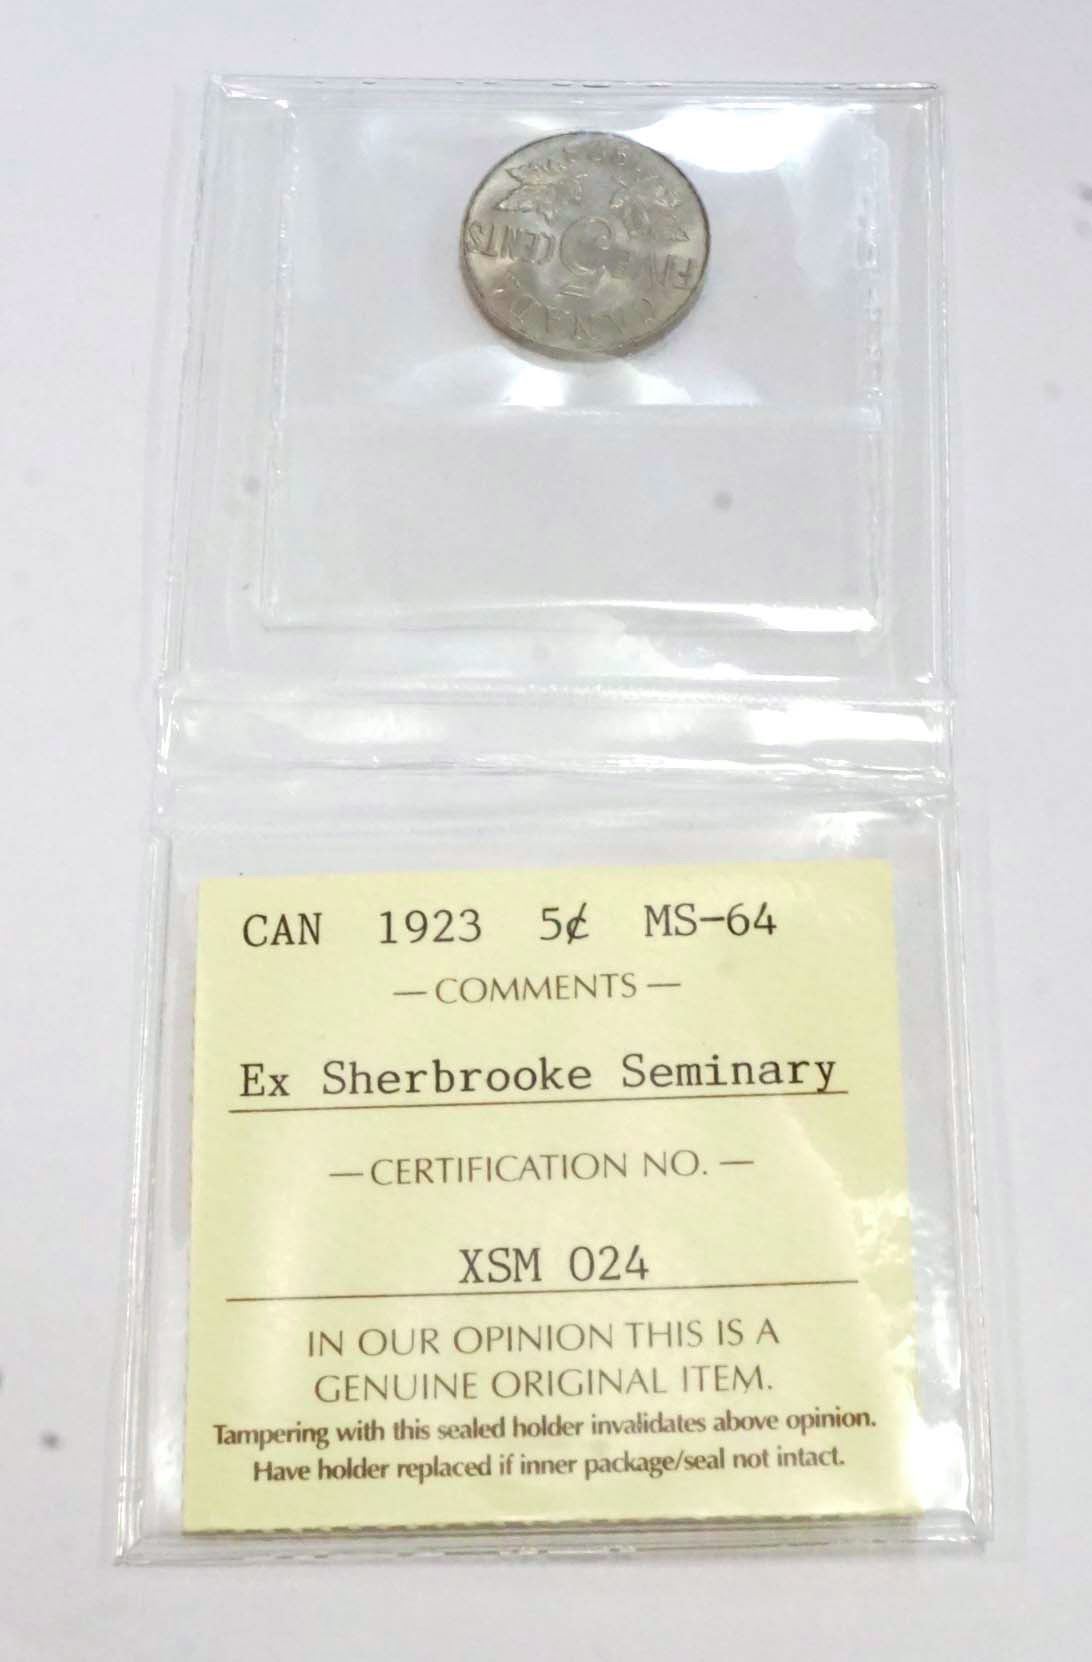 CENTS
5
CAN 1923 5¢ MS-64
— COMMENTS —
Ex Sherbrooke Seminary
— CERTIFICATION NO. —
XSM 024
IN OUR OPINION THIS IS A
GENUINE ORIGINAL ITEM.
Tampering with this sealed holder invalidates above opinion.
Have holder replaced if inner package/seal not intact.